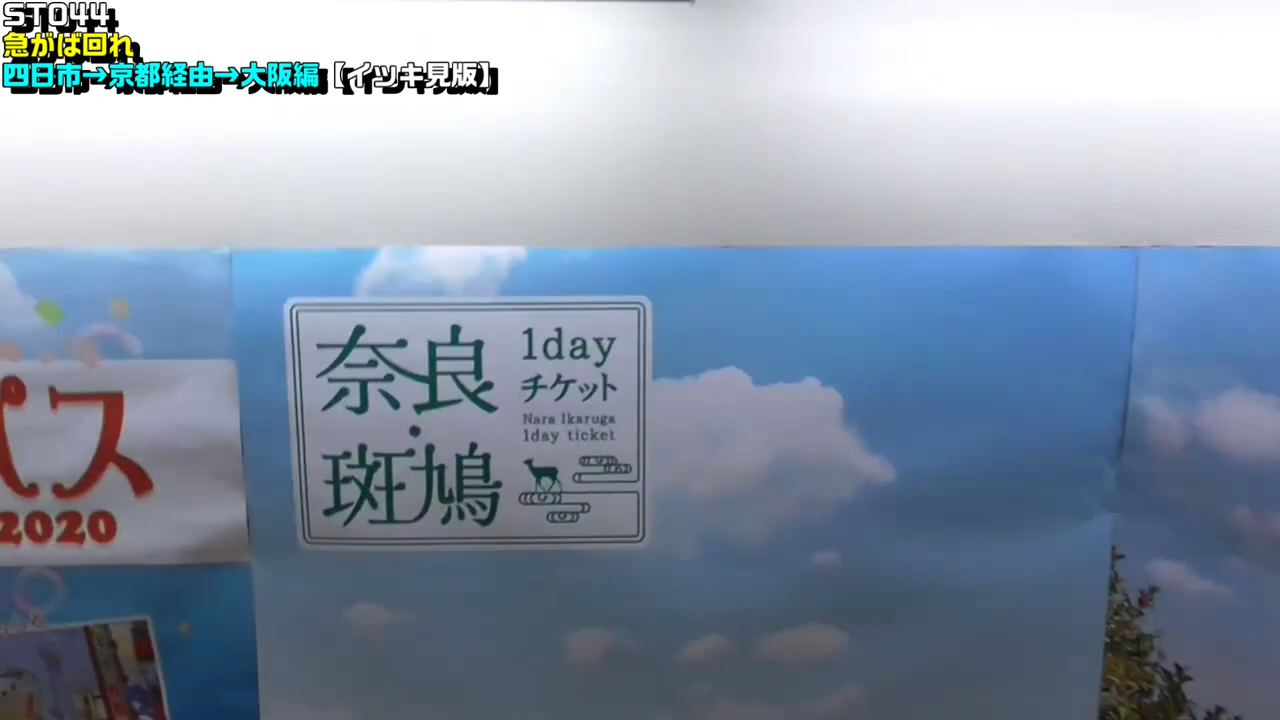 ST044
急がば回れ
四日市→京都経由→大阪編【イツキ見版】
奈良・斑鳩
1day
チケット
Nara Ikaruga
1day ticket
パス
2020